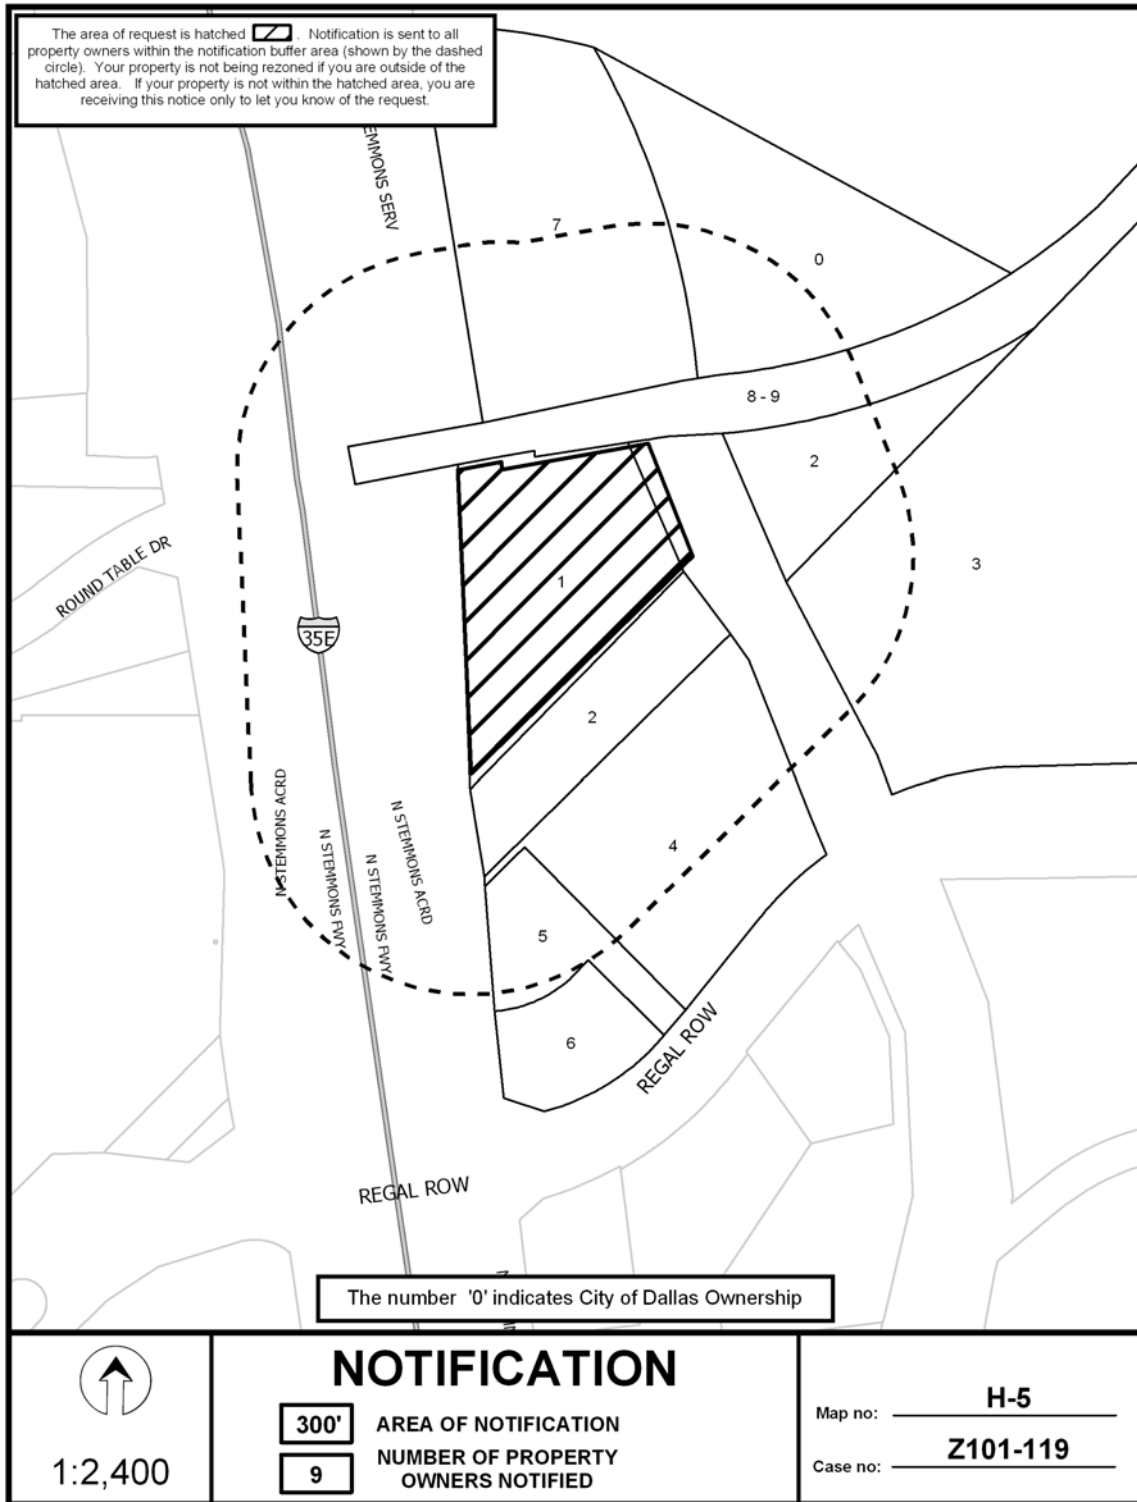 The area of request is hatched . Notification is sent to all
property owners within the notification buffer area (shown by the dashed
circle). Your property is not being rezoned if you are outside of the
hatched area. If your property is not within the hatched area, you are
receiving this notice only to let you know of the request.
EMMONS SERV
7
0
8 - 9
2
3
ROUND TABLE DR
1
35E
2
N STEMMONS ACRD
N STEMMONS FWY
N STEMMONS FWY
N STEMMONS ACRD
4
5
6
REGAL ROW
REGAL ROW
The number '0' indicates City of Dallas Ownership
1:2,400
NOTIFICATION
300' AREA OF NOTIFICATION
9 NUMBER OF PROPERTY
OWNERS NOTIFIED
Map no: H-5
Case no: Z101-119